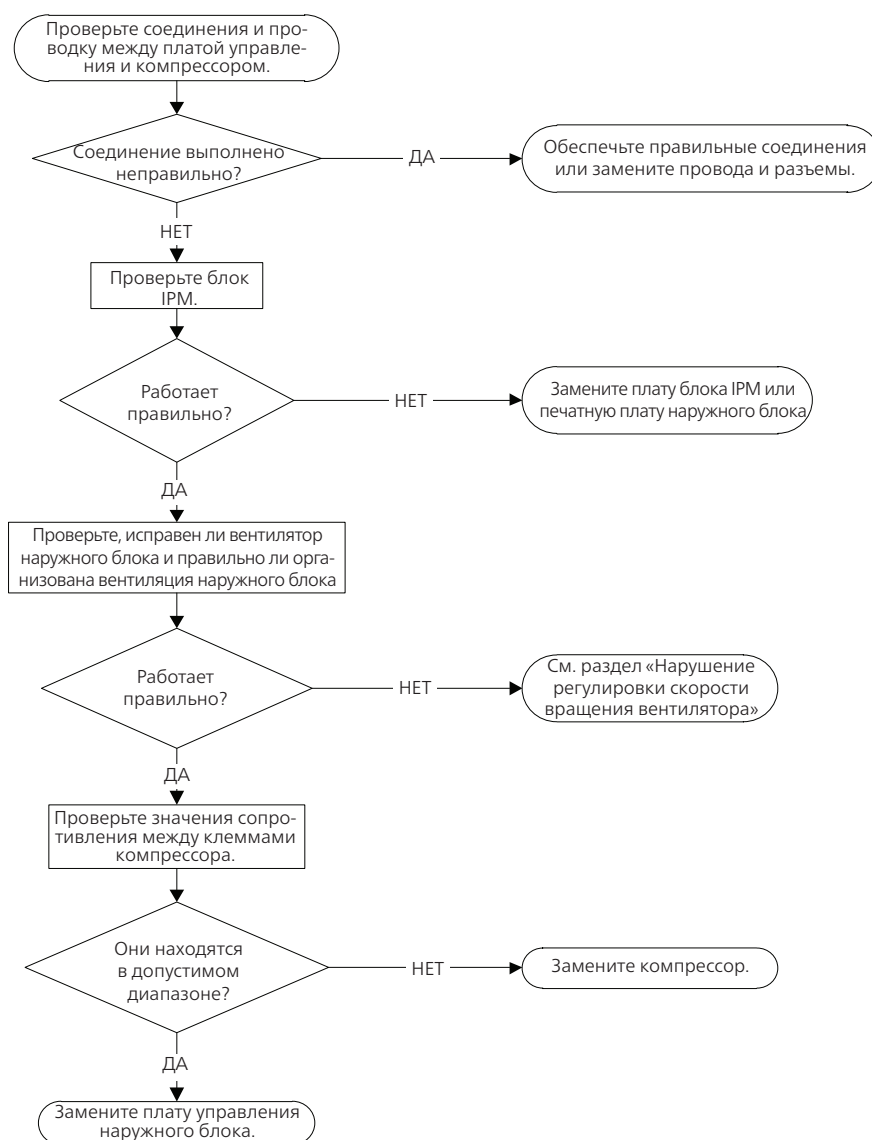 Проверьте соединения и про-
водку между платой управле-
ния и компрессором.
Соединение выполнено
неправильно?
ДА
Обеспечьте правильные соединения
или замените провода и разъемы.
НЕТ
Проверьте блок
IPM.
Работает
правильно?
НЕТ
Замените плату блока IPM или
печатную плату наружного блока
ДА
Проверьте, исправен ли вентилятор
наружного блока и правильно ли орга-
низована вентиляция наружного блока
Работает
правильно?
НЕТ
См. раздел «Нарушение
регулировки скорости
вращения вентилятора»
ДА
Проверьте значения сопро-
тивления между клеммами
компрессора.
Они находятся
в допустимом
диапазоне?
НЕТ
Замените компрессор.
ДА
Замените плату управления
наружного блока.